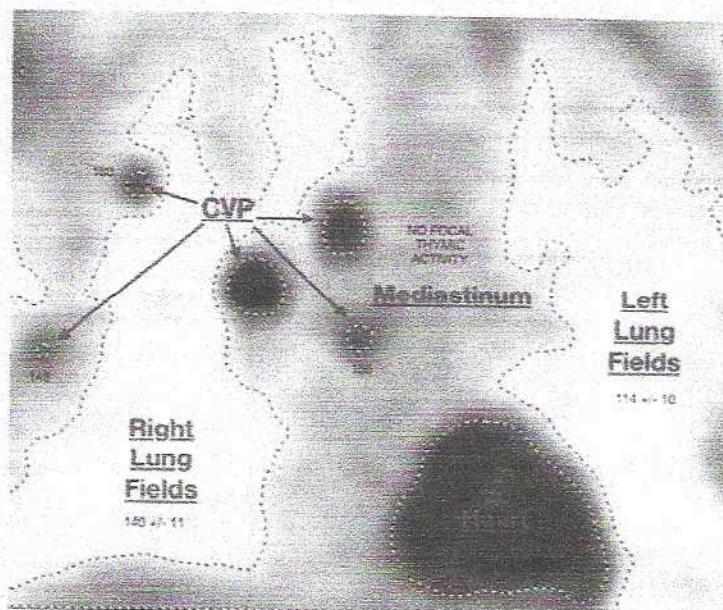 CVP
NO FOCAL
THYMIC
ACTIVITY
Mediastinum
Left
Lung
Fields
114 +/- 10
Right
Lung
Fields
140 +/- 11
Heart